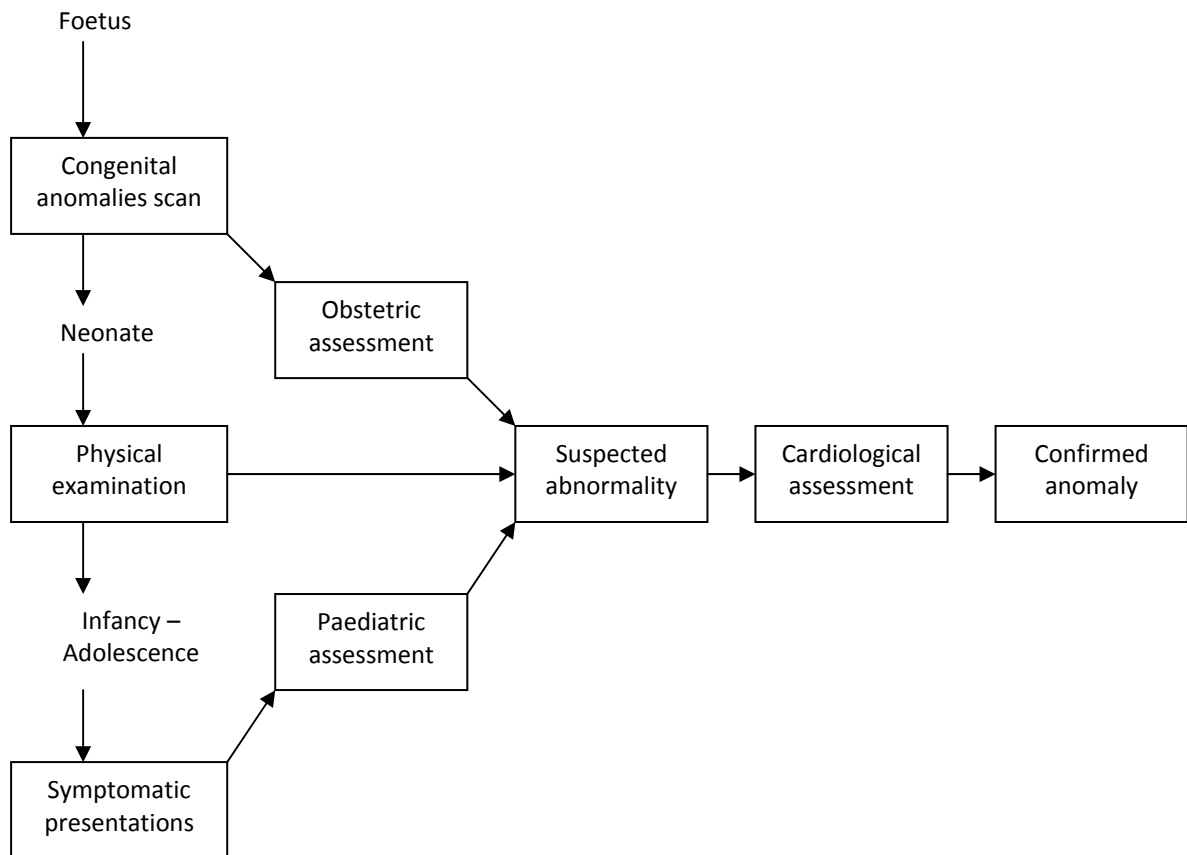 Foetus
Congenital
anomalies scan
Obstetric
assessment
Neonate
Physical
examination
Suspected
abnormality
Cardiological
assessment
Confirmed
anomaly
Infancy –
Adolescence
Paediatric
assessment
Symptomatic
presentations